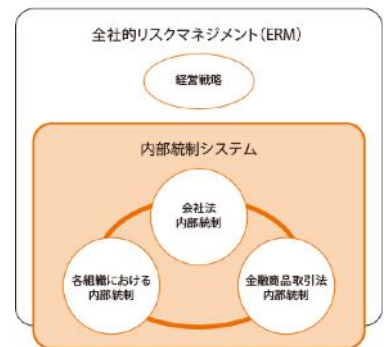 全社的リスクマネジメント(ERM)
経営戦略
内部統制システム
会社法
内部統制
各組織における
内部統制
金融商品取引法
内部統制